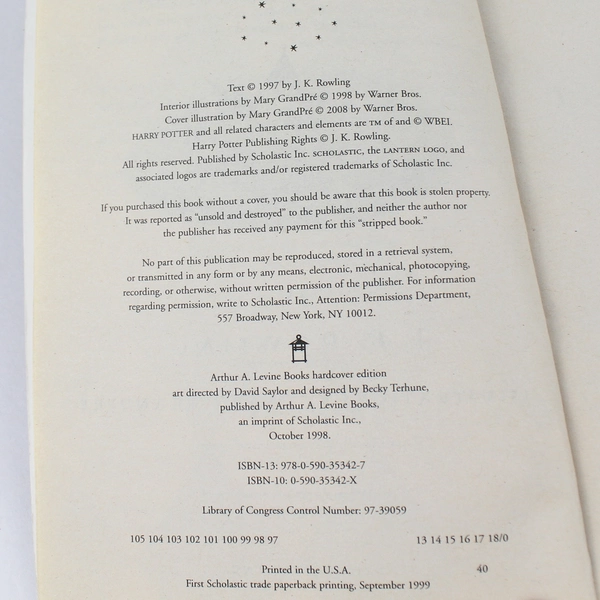 Text © 1997 by J. K. Rowling
Interior illustrations by Mary GrandPré © 1998 by Warner Bros.
Cover illustration by Mary GrandPré © 2008 by Warner Bros.
HARRY POTTER and all related characters and elements are TM of and © WBEI.
Harry Potter Publishing Rights © J. K. Rowling.
All rights reserved. Published by Scholastic Inc. SCHOLASTIC, the LANTERN LOGO, and
associated logos are trademarks and/or registered trademarks of Scholastic Inc.
If you purchased this book without a cover, you should be aware that this book is stolen property.
It was reported as "unsold and destroyed" to the publisher, and neither the author nor
the publisher has received any payment for this "stripped book."
No part of this publication may be reproduced, stored in a retrieval system,
or transmitted in any form or by any means, electronic, mechanical, photocopying,
recording, or otherwise, without written permission of the publisher. For information
regarding permission, write to Scholastic Inc., Attention: Permissions Department,
557 Broadway, New York, NY 10012.
Arthur A. Levine Books hardcover edition
art directed by David Saylor and designed by Becky Terhune,
published by Arthur A. Levine Books,
an imprint of Scholastic Inc.,
October 1998.
ISBN-13: 978-0-590-35342-7
ISBN-10: 0-590-35342-X
Library of Congress Control Number: 97-39059
105 104 103 102 101 100 99 98 97 13 14 15 16 17 18/0
Printed in the U.S.A. 40
First Scholastic trade paperback printing, September 1999